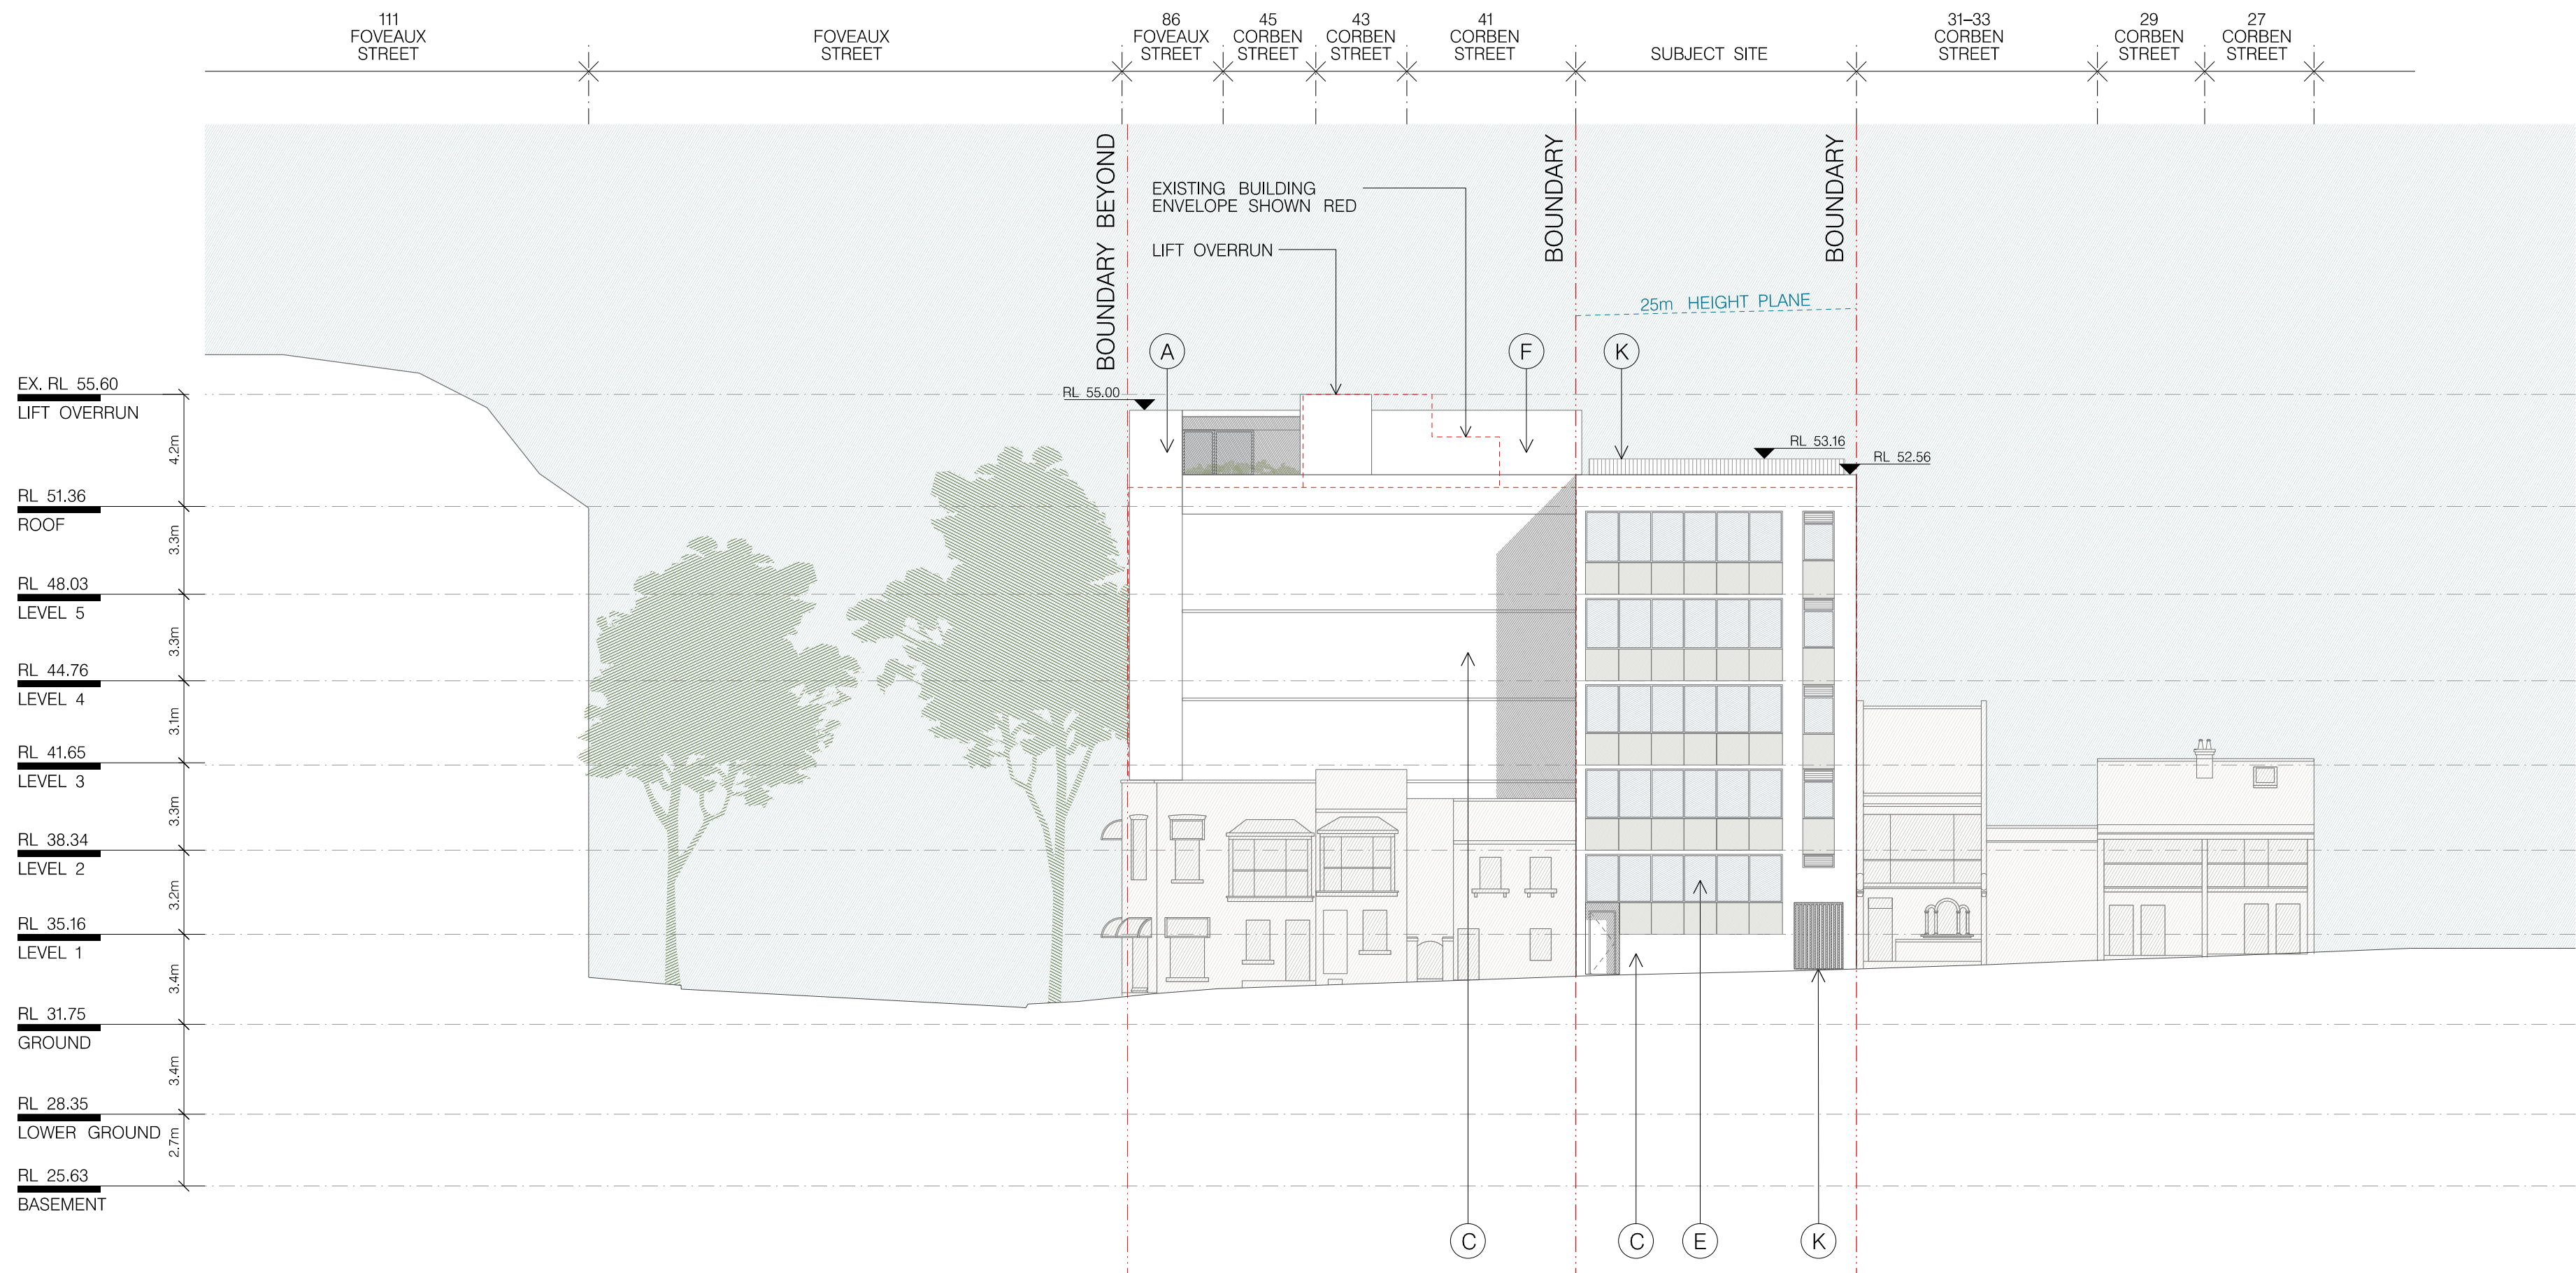 111
FOVEAUX
STREET
FOVEAUX
STREET
86
FOVEAUX
STREET
45
CORBEN
STREET
43
CORBEN
STREET
41
CORBEN
STREET
SUBJECT SITE
31–33
CORBEN
STREET
29
CORBEN
STREET
27
CORBEN
STREET
BOUNDARY BEYOND
BOUNDARY
BOUNDARY
EXISTING BUILDING
ENVELOPE SHOWN RED
LIFT OVERRUN
25m HEIGHT PLANE
A
F
K
RL 55.00
RL 53.16
RL 52.56
EX. RL 55.60
LIFT OVERRUN
4.2m
RL 51.36
ROOF
3.3m
RL 48.03
LEVEL 5
3.3m
RL 44.76
LEVEL 4
3.1m
RL 41.65
LEVEL 3
3.3m
RL 38.34
LEVEL 2
3.2m
RL 35.16
LEVEL 1
3.4m
RL 31.75
GROUND
3.4m
RL 28.35
LOWER GROUND
2.7m
RL 25.63
BASEMENT
C
C
E
K